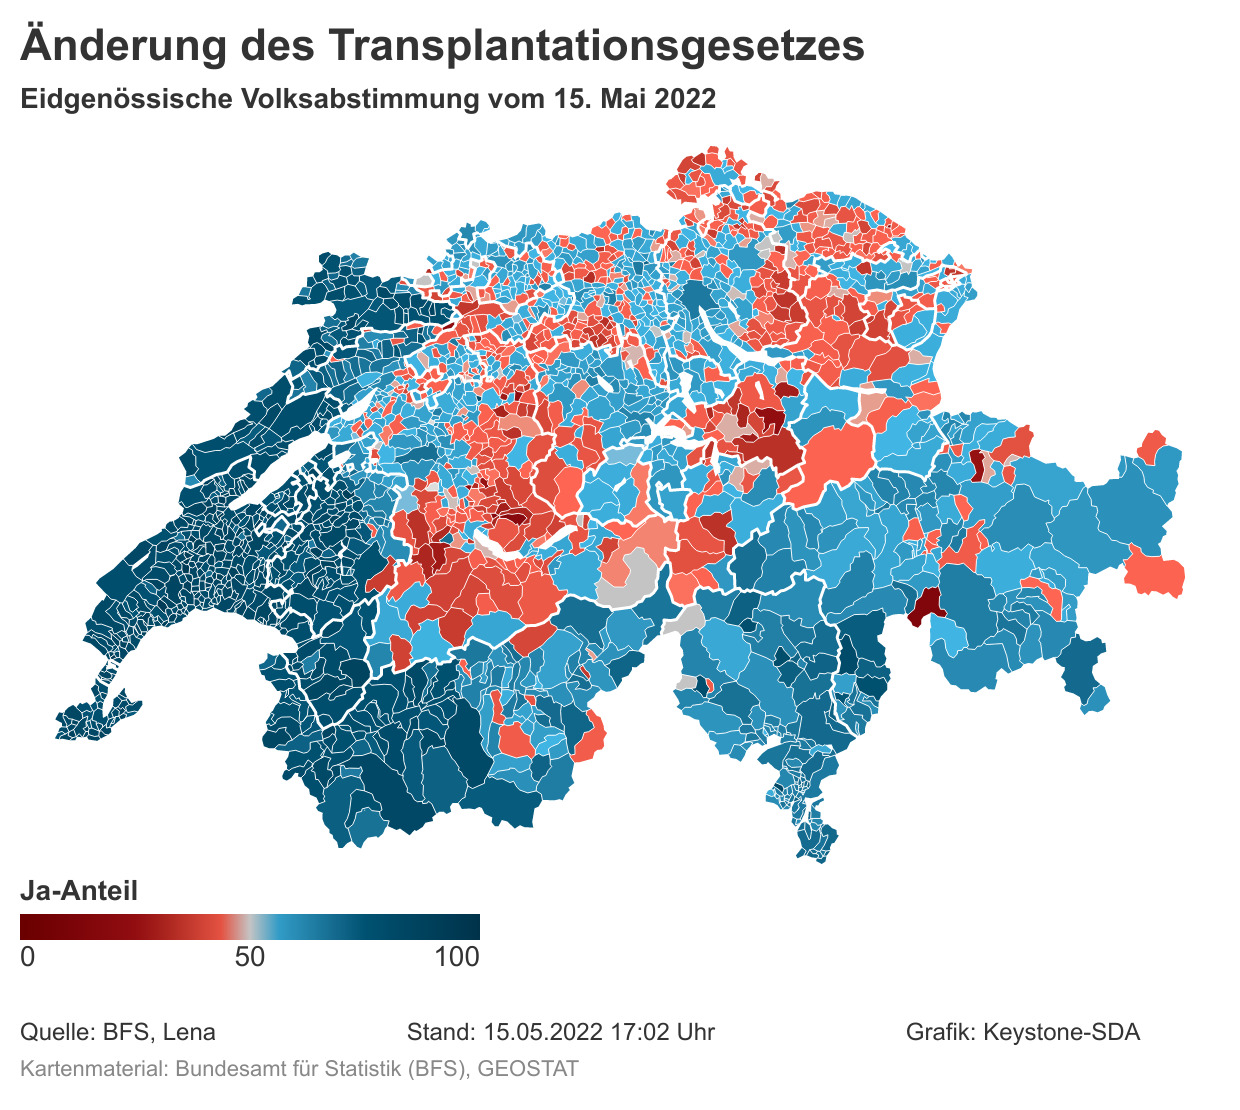 Änderung des Transplantationsgesetzes
Eidgenössische Volksabstimmung vom 15. Mai 2022
Ja-Anteil
0 50 100
Quelle: BFS, Lena Stand: 15.05.2022 17:02 Uhr Grafik: Keystone-SDA
Kartenmaterial: Bundesamt für Statistik (BFS), GEOSTAT